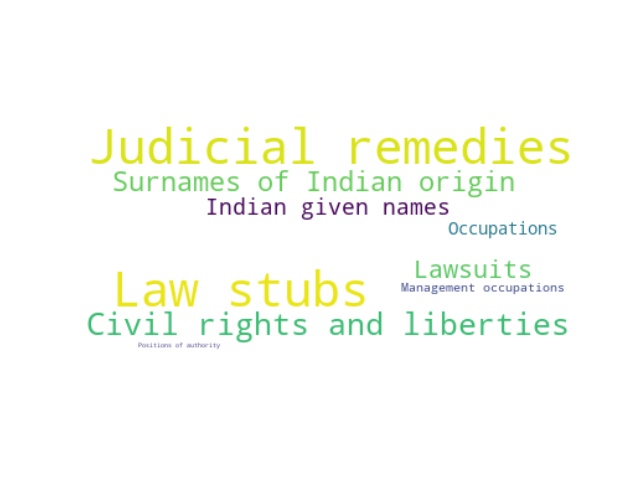 Judicial remedies
Surnames of Indian origin
Indian given names
Occupations
Lawsuits
Law stubs
Management occupations
Civil rights and liberties
Positions of authority